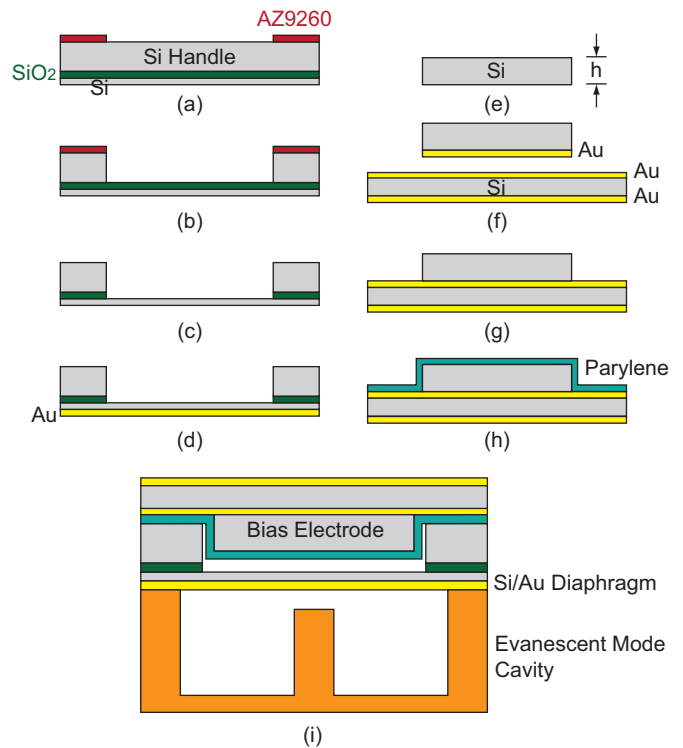 AZ9260
Si Handle
SiO2
Si
(a)
(b)
(c)
Au
(d)
Si
h
(e)
Au
Au
Si
Au
(f)
(g)
Parylene
(h)
Bias Electrode
Si/Au Diaphragm
Evanescent Mode
Cavity
(i)